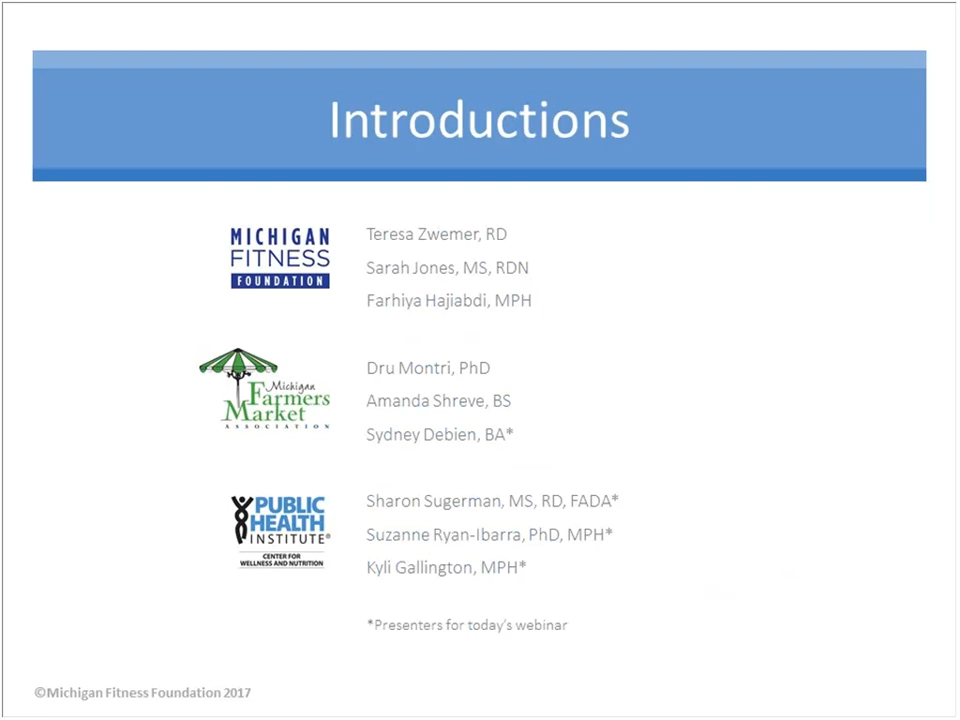 Introductions
MICHIGAN
FITNESS
FOUNDATION
Teresa Zwemer, RD
Sarah Jones, MS, RDN
Farhiya Hajiabdi, MPH
Michigan
Farmers
Market
ASSOCIATION
Dru Montri, PhD
Amanda Shreve, BS
Sydney Debien, BA*
PUBLIC
HEALTH
INSTITUTE®
CENTER FOR
WELLNESS AND NUTRITION
Sharon Sugerman, MS, RD, FADA*
Suzanne Ryan-Ibarra, PhD, MPH*
Kyli Gallington, MPH*
*Presenters for today's webinar
©Michigan Fitness Foundation 2017